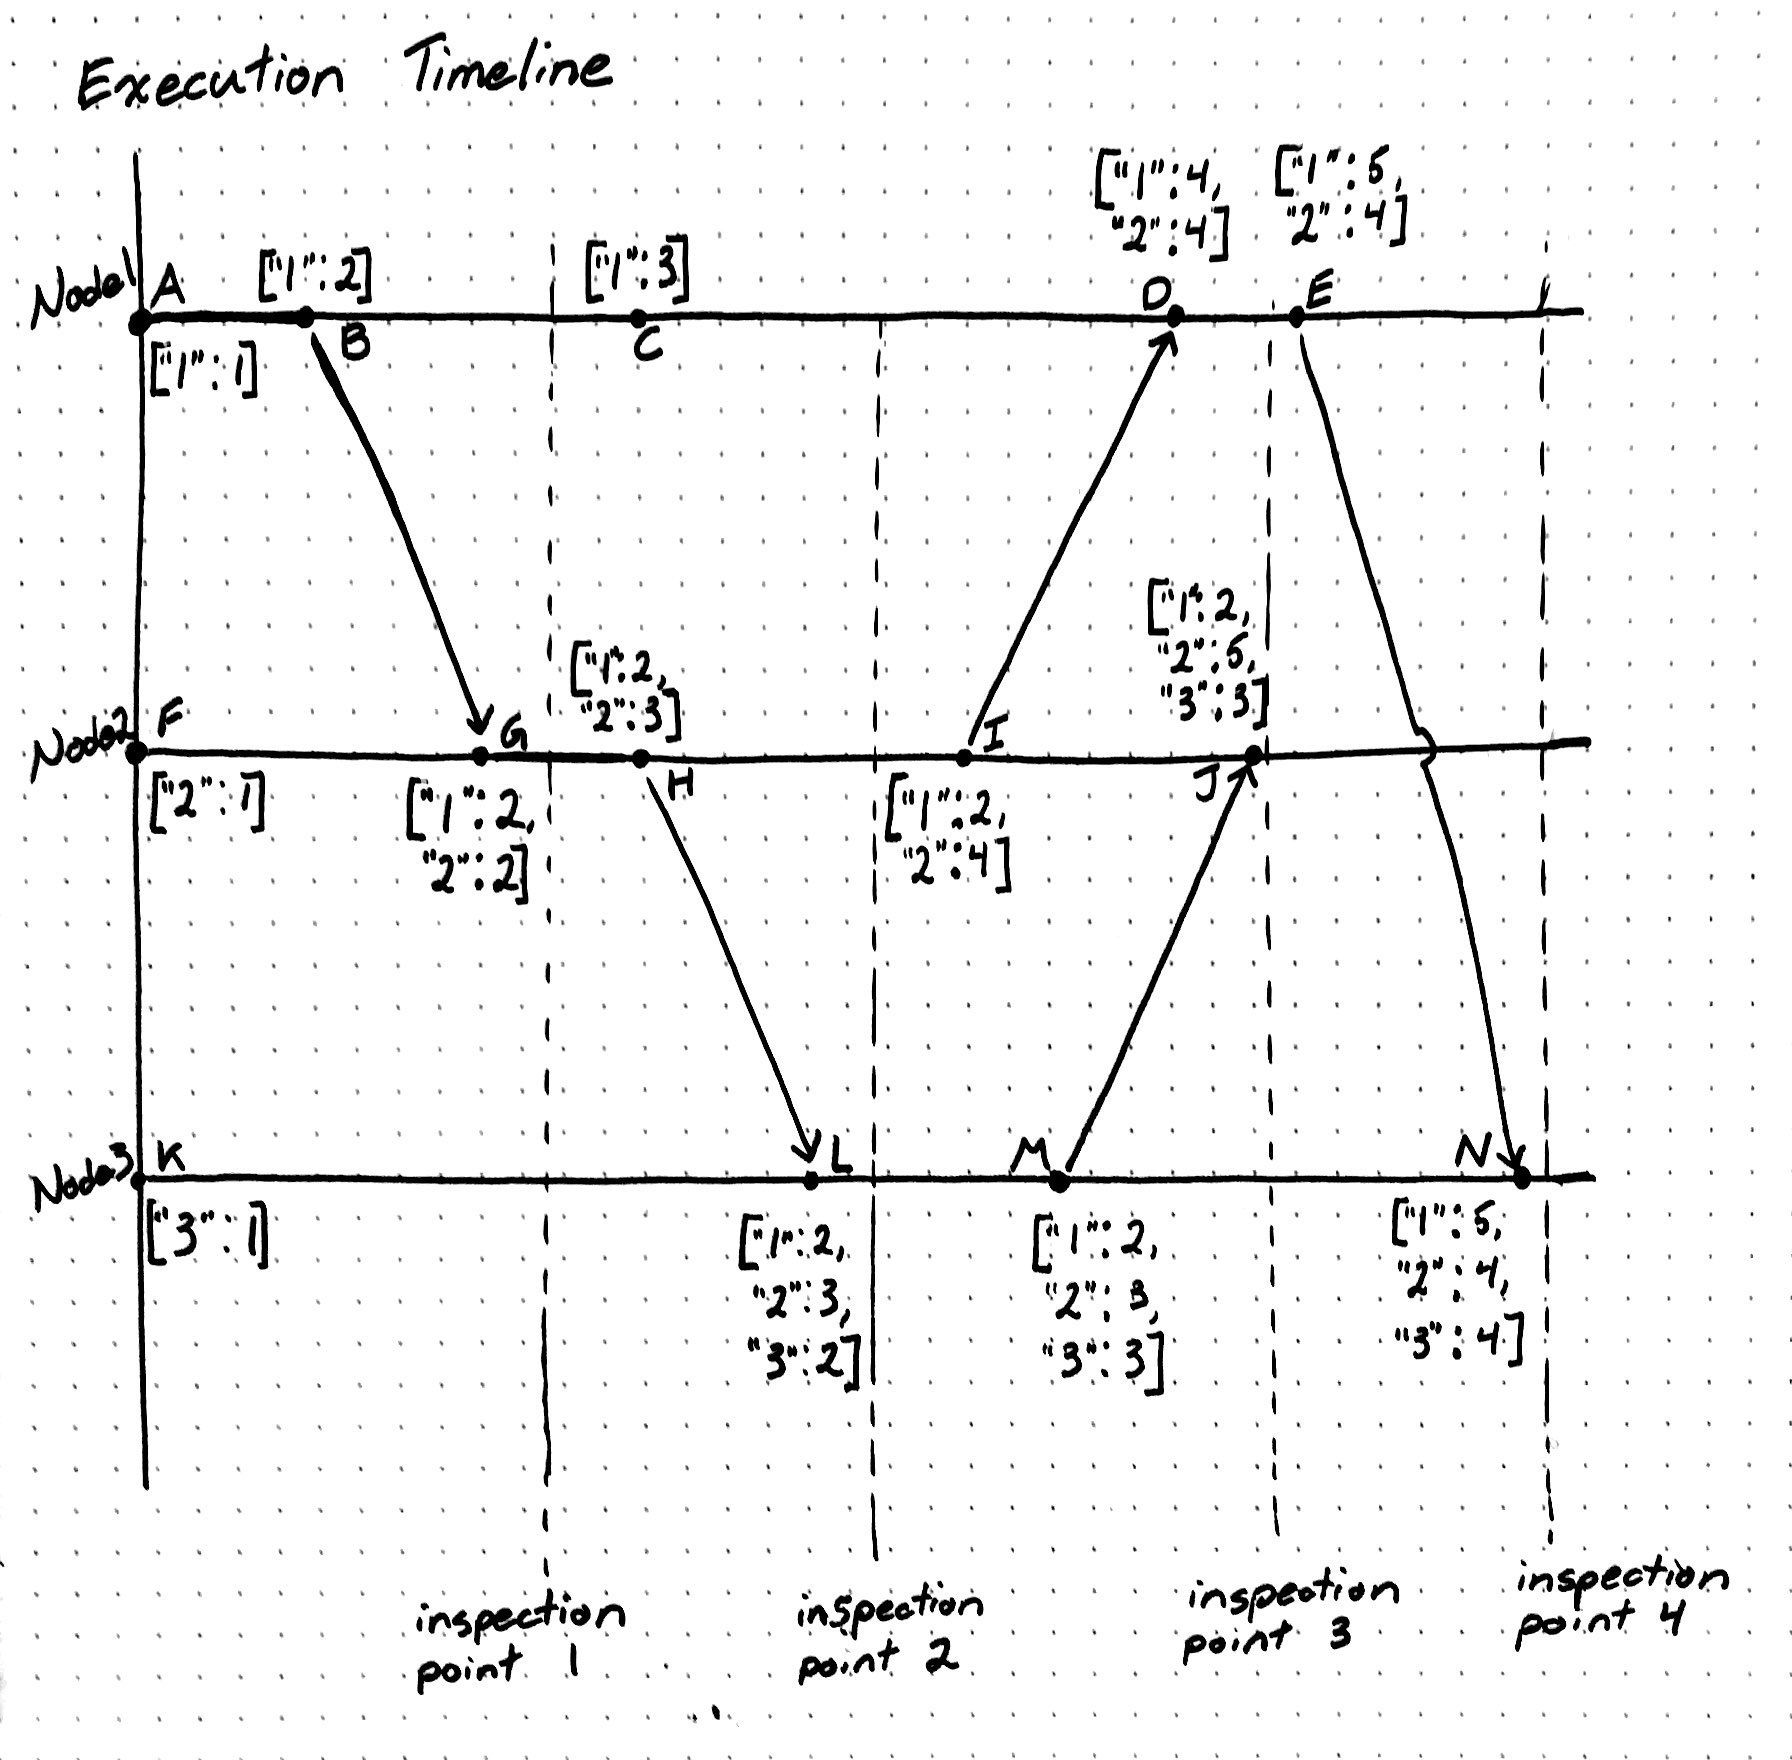 Execution Timeline
["1":4,
"2":4]
["1":5,
"2":4]
Node1
A
["1":2]
["1":3]
D
E
["1":1]
B
C
["1":2,
"2":5,
"3":3]
["1":2,
"2":3]
Node2
F
G
I
["2":1]
["1":2,
"2":2]
H
["1":2,
"2":4]
J
Node3
K
L
M
N
["3":1]
["1":2,
"2":3,
"3":2]
["1":2,
"2":3,
"3":3]
["1":5,
"2":4,
"3":4]
inspection
point 1
inspection
point 2
inspection
point 3
inspection
point 4